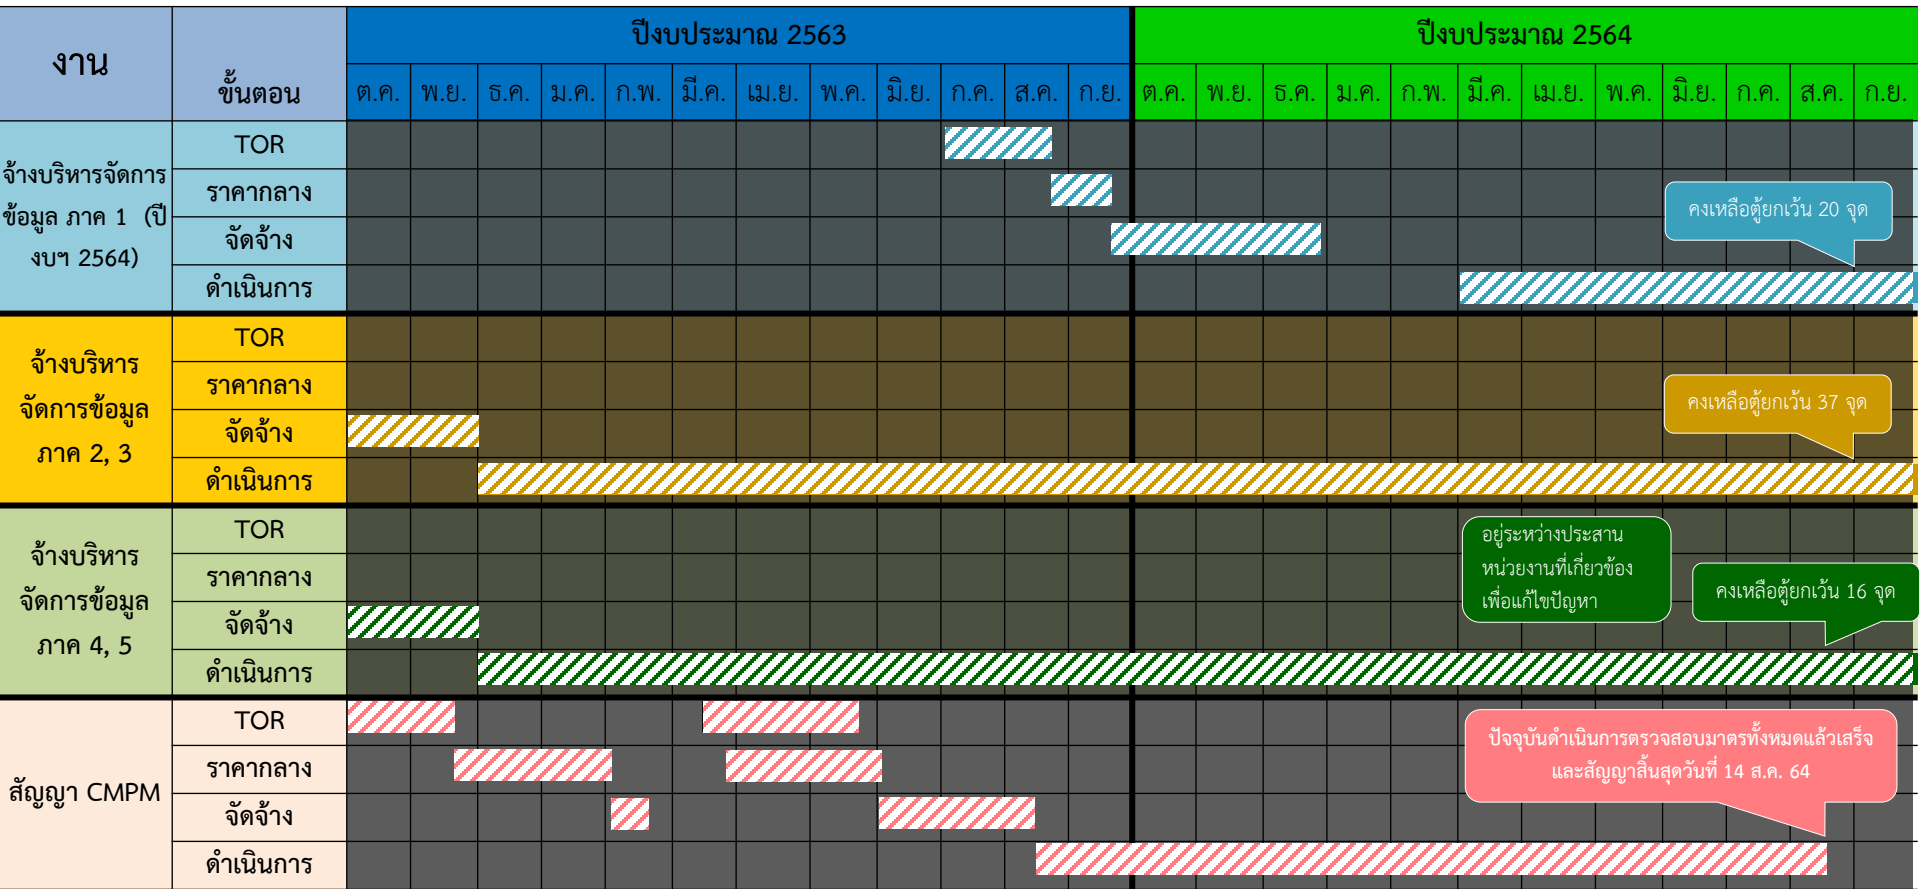 งาน
ขั้นตอน
ปีงบประมาณ 2563
ปีงบประมาณ 2564
ต.ค. พ.ย. ธ.ค. ม.ค. ก.พ. มี.ค. เม.ย. พ.ค. มิ.ย. ก.ค. ส.ค. ก.ย. ต.ค. พ.ย. ธ.ค. ม.ค. ก.พ. มี.ค. เม.ย. พ.ค. มิ.ย. ก.ค. ส.ค. ก.ย.
จ้างบริหารจัดการ
ข้อมูล ภาค 1 (ปี
งบฯ 2564)
TOR
ราคากลาง
จัดจ้าง
ดำเนินการ
คงเหลือตู้ยกเว้น 20 จุด
จ้างบริหาร
จัดการข้อมูล
ภาค 2, 3
TOR
ราคากลาง
จัดจ้าง
ดำเนินการ
คงเหลือตู้ยกเว้น 37 จุด
จ้างบริหาร
จัดการข้อมูล
ภาค 4, 5
TOR
ราคากลาง
จัดจ้าง
ดำเนินการ
อยู่ระหว่างประสาน
หน่วยงานที่เกี่ยวข้อง
เพื่อแก้ไขปัญหา
คงเหลือตู้ยกเว้น 16 จุด
สัญญา CMPM
TOR
ราคากลาง
จัดจ้าง
ดำเนินการ
ปัจจุบันดำเนินการตรวจสอบมาตรทั้งหมดแล้วเสร็จ
และสัญญาสิ้นสุดวันที่ 14 ส.ค. 64